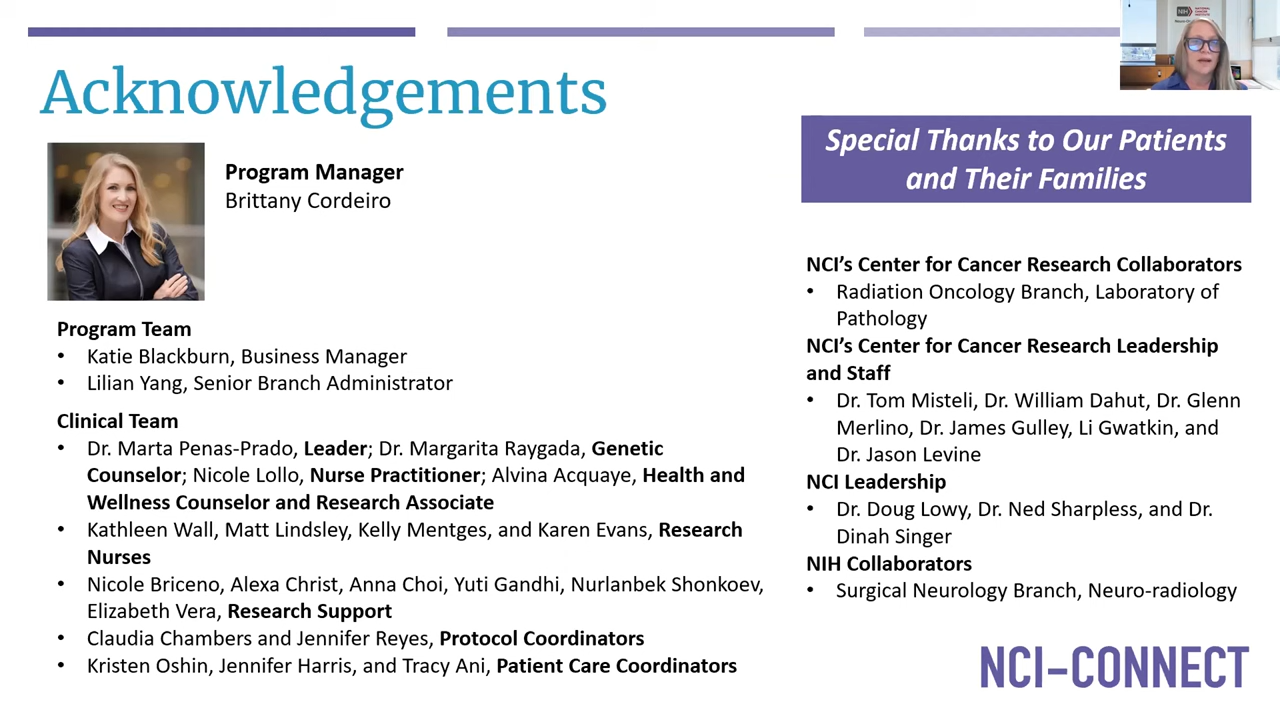 Acknowledgements
Program Manager
Brittany Cordeiro
Program Team
• Katie Blackburn, Business Manager
• Lilian Yang, Senior Branch Administrator
Clinical Team
• Dr. Marta Penas-Prado, Leader; Dr. Margarita Raygada, Genetic
Counselor; Nicole Lollo, Nurse Practitioner; Alvina Acquaye, Health and
Wellness Counselor and Research Associate
• Kathleen Wall, Matt Lindsley, Kelly Mentges, and Karen Evans, Research
Nurses
• Nicole Briceno, Alexa Christ, Anna Choi, Yuti Gandhi, Nurlanbek Shonkoev,
Elizabeth Vera, Research Support
• Claudia Chambers and Jennifer Reyes, Protocol Coordinators
• Kristen Oshin, Jennifer Harris, and Tracy Ani, Patient Care Coordinators
Special Thanks to Our Patients
and Their Families
NCI’s Center for Cancer Research Collaborators
• Radiation Oncology Branch, Laboratory of
Pathology
NCI’s Center for Cancer Research Leadership
and Staff
• Dr. Tom Misteli, Dr. William Dahut, Dr. Glenn
Merlino, Dr. James Gulley, Li Gwatkin, and
Dr. Jason Levine
NCI Leadership
• Dr. Doug Lowy, Dr. Ned Sharpless, and Dr.
Dinah Singer
NIH Collaborators
• Surgical Neurology Branch, Neuro-radiology
NCI-CONNECT
NIH